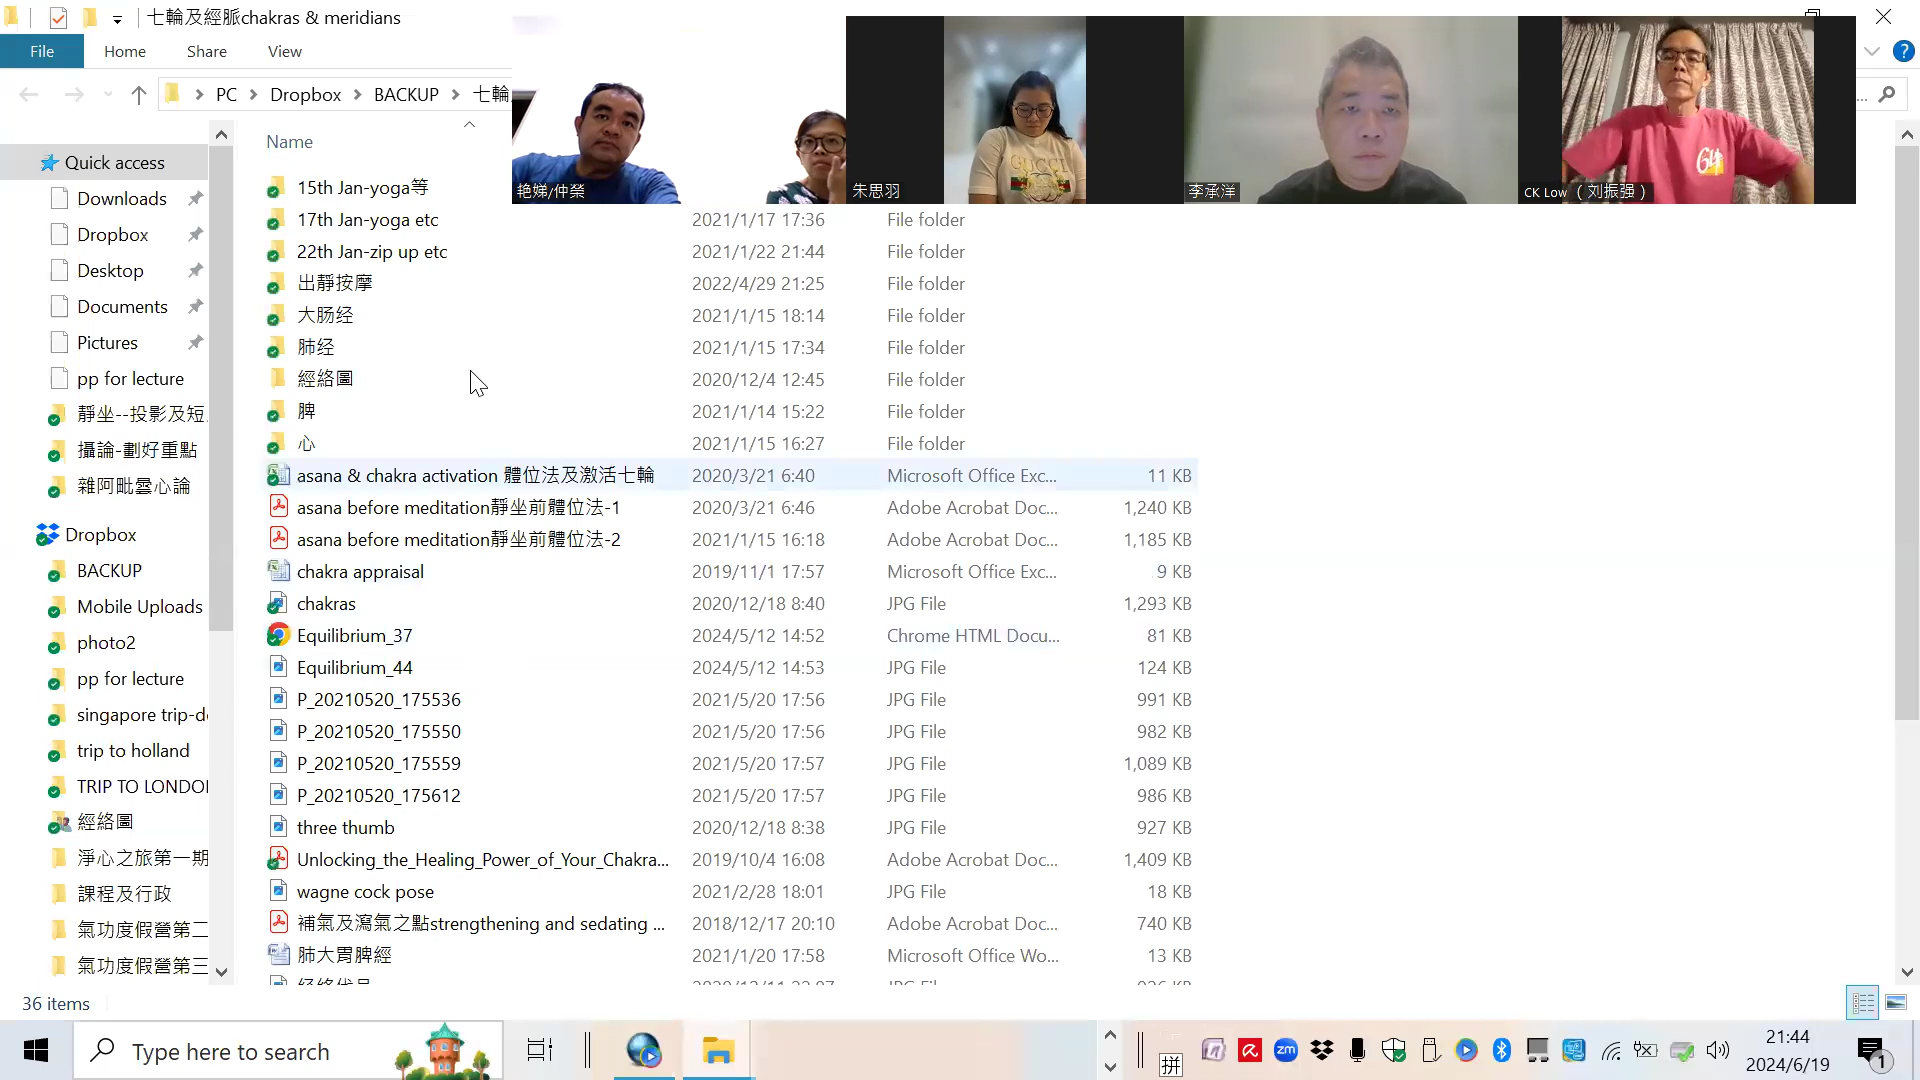 七輪及經脈chakras & meridians
File Home Share View
PC Dropbox BACKUP 七輪
Name
Quick access
Downloads
Dropbox
Desktop
Documents
Pictures
pp for lecture
靜坐--投影及短
攝論-劃好重點
雜阿毗曇心論
Dropbox
BACKUP
Mobile Uploads
photo2
pp for lecture
singapore trip-d
trip to holland
TRIP TO LONDO
經絡圖
淨心之旅第一期
課程及行政
氣功度假營第二
氣功度假營第三
15th Jan-yoga等
17th Jan-yoga etc 2021/1/17 17:36 File folder
22th Jan-zip up etc 2021/1/22 21:44 File folder
出靜按摩 2022/4/29 21:25 File folder
大肠经 2021/1/15 18:14 File folder
肺经 2021/1/15 17:34 File folder
經絡圖 2020/12/4 12:45 File folder
脾 2021/1/14 15:22 File folder
心 2021/1/15 16:27 File folder
asana & chakra activation 體位法及激活七輪 2020/3/21 6:40 Microsoft Office Exc... 11 KB
asana before meditation靜坐前體位法-1 2020/3/21 6:46 Adobe Acrobat Doc... 1,240 KB
asana before meditation靜坐前體位法-2 2021/1/15 16:18 Adobe Acrobat Doc... 1,185 KB
chakra appraisal 2019/11/1 17:57 Microsoft Office Exc... 9 KB
chakras 2020/12/18 8:40 JPG File 1,293 KB
Equilibrium_37 2024/5/12 14:52 Chrome HTML Docu... 81 KB
Equilibrium_44 2024/5/12 14:53 JPG File 124 KB
P_20210520_175536 2021/5/20 17:56 JPG File 991 KB
P_20210520_175550 2021/5/20 17:56 JPG File 982 KB
P_20210520_175559 2021/5/20 17:57 JPG File 1,089 KB
P_20210520_175612 2021/5/20 17:57 JPG File 986 KB
three thumb 2020/12/18 8:38 JPG File 927 KB
Unlocking_the_Healing_Power_of_Your_Chakra... 2019/10/4 16:08 Adobe Acrobat Doc... 1,409 KB
wagne cock pose 2021/2/28 18:01 JPG File 18 KB
補氣及瀉氣之點strengthening and sedating ... 2018/12/17 20:10 Adobe Acrobat Doc... 740 KB
肺大胃脾經 2021/1/20 17:58 Microsoft Office Wo... 13 KB
艳娣/仲榮
朱思羽
GUCCI
李承洋
CK Low （刘振强）
36 items
Type here to search
zm
拼
21:44
2024/6/19
1